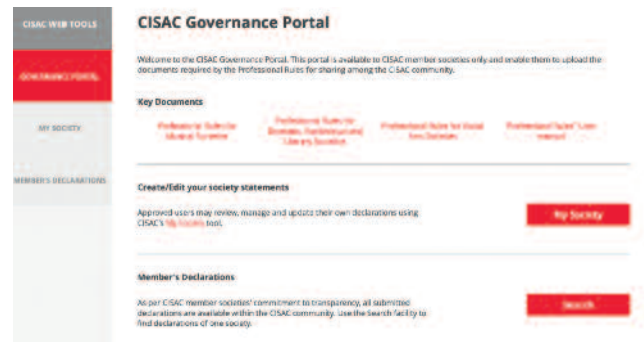 CISAC WEB TOOLS
GOVERNANCE PORTAL
MY SOCIETY
MEMBER'S DECLARATIONS
CISAC Governance Portal
Welcome to the CISAC Governance Portal. This portal is available to CISAC member societies only and enable them to upload the
documents required by the Professional Rules for sharing among the CISAC community.
Key Documents
Professional Rules for
Musical Societies
Professional Rules for
Dramatic, Audiovisual and
Literary Societies
Professional Rules for Visual
Arts Societies
Professional Rules' User
manual
Create/Edit your society statements
Approved users may review, manage and update their own declarations using
CISAC's My Society tool.
My Society
Member's Declarations
As per CISAC member societies' commitment to transparency, all submitted
declarations are available within the CISAC community. Use the Search facility to
find declarations of one society.
Search